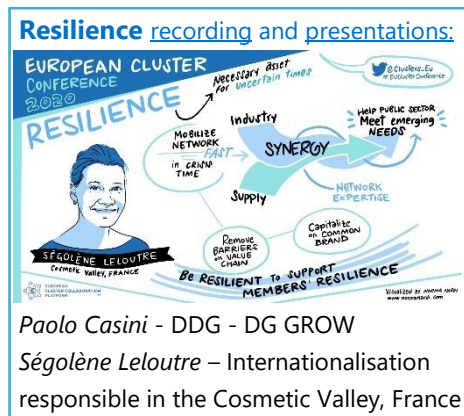 Resilience recording and presentations:
EUROPEAN CLUSTER
CONFERENCE
2020
RESILIENCE
Necessary asset
for uncertain times
@Clusters_Eu
# EUClusterConference
MOBILIZE
NETWORK
FAST
in CRISIS
TIME
Industry
SYNERGY
Supply
HELP PUBLIC SECTOR
Meet emerging
NEEDS
NETWORK
EXPERTISE
Remove
BARRIERS
on VALUE
CHAIN
Capitalize
on COMMON
BRAND
SÉGOLÈNE LELOUTRE
Cosmetic Valley, FRANCE
BE RESILIENT TO SUPPORT
MEMBERS' RESILIENCE
EUROPEAN
CLUSTER COLLABORATION
PLATFORM
Paolo Casini - DDG - DG GROW
Ségolène Leloutre – Internationalisation
responsible in the Cosmetic Valley, France